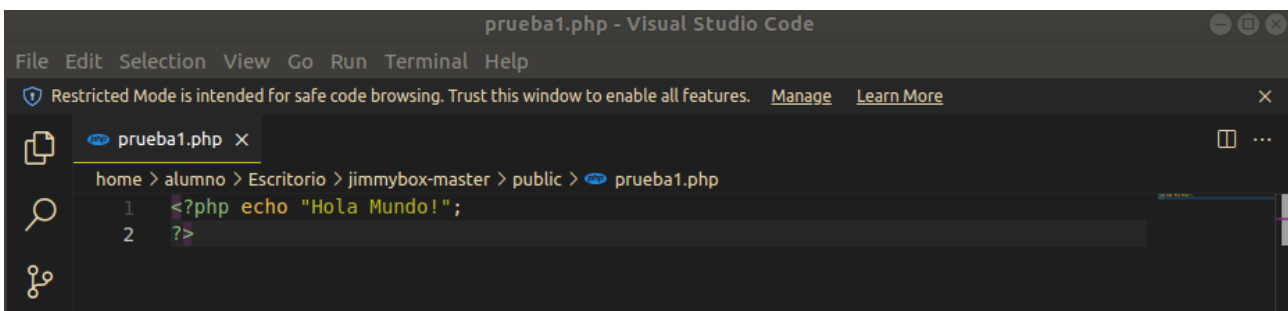 prueba1.php - Visual Studio Code
File Edit Selection View Go Run Terminal Help
Restricted Mode is intended for safe code browsing. Trust this window to enable all features. Manage Learn More
php prueba1.php
home > alumno > Escritorio > jimmybox-master > public > php prueba1.php
1 <?php echo "Hola Mundo!";
2 ?>